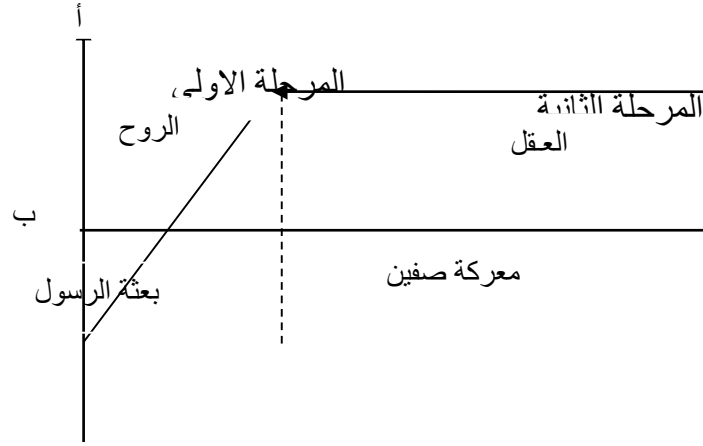 أ
المرحلة الاولى
المرحلة الثانية
الروح
العقل
ب
معركة صفين
بعثة الرسول